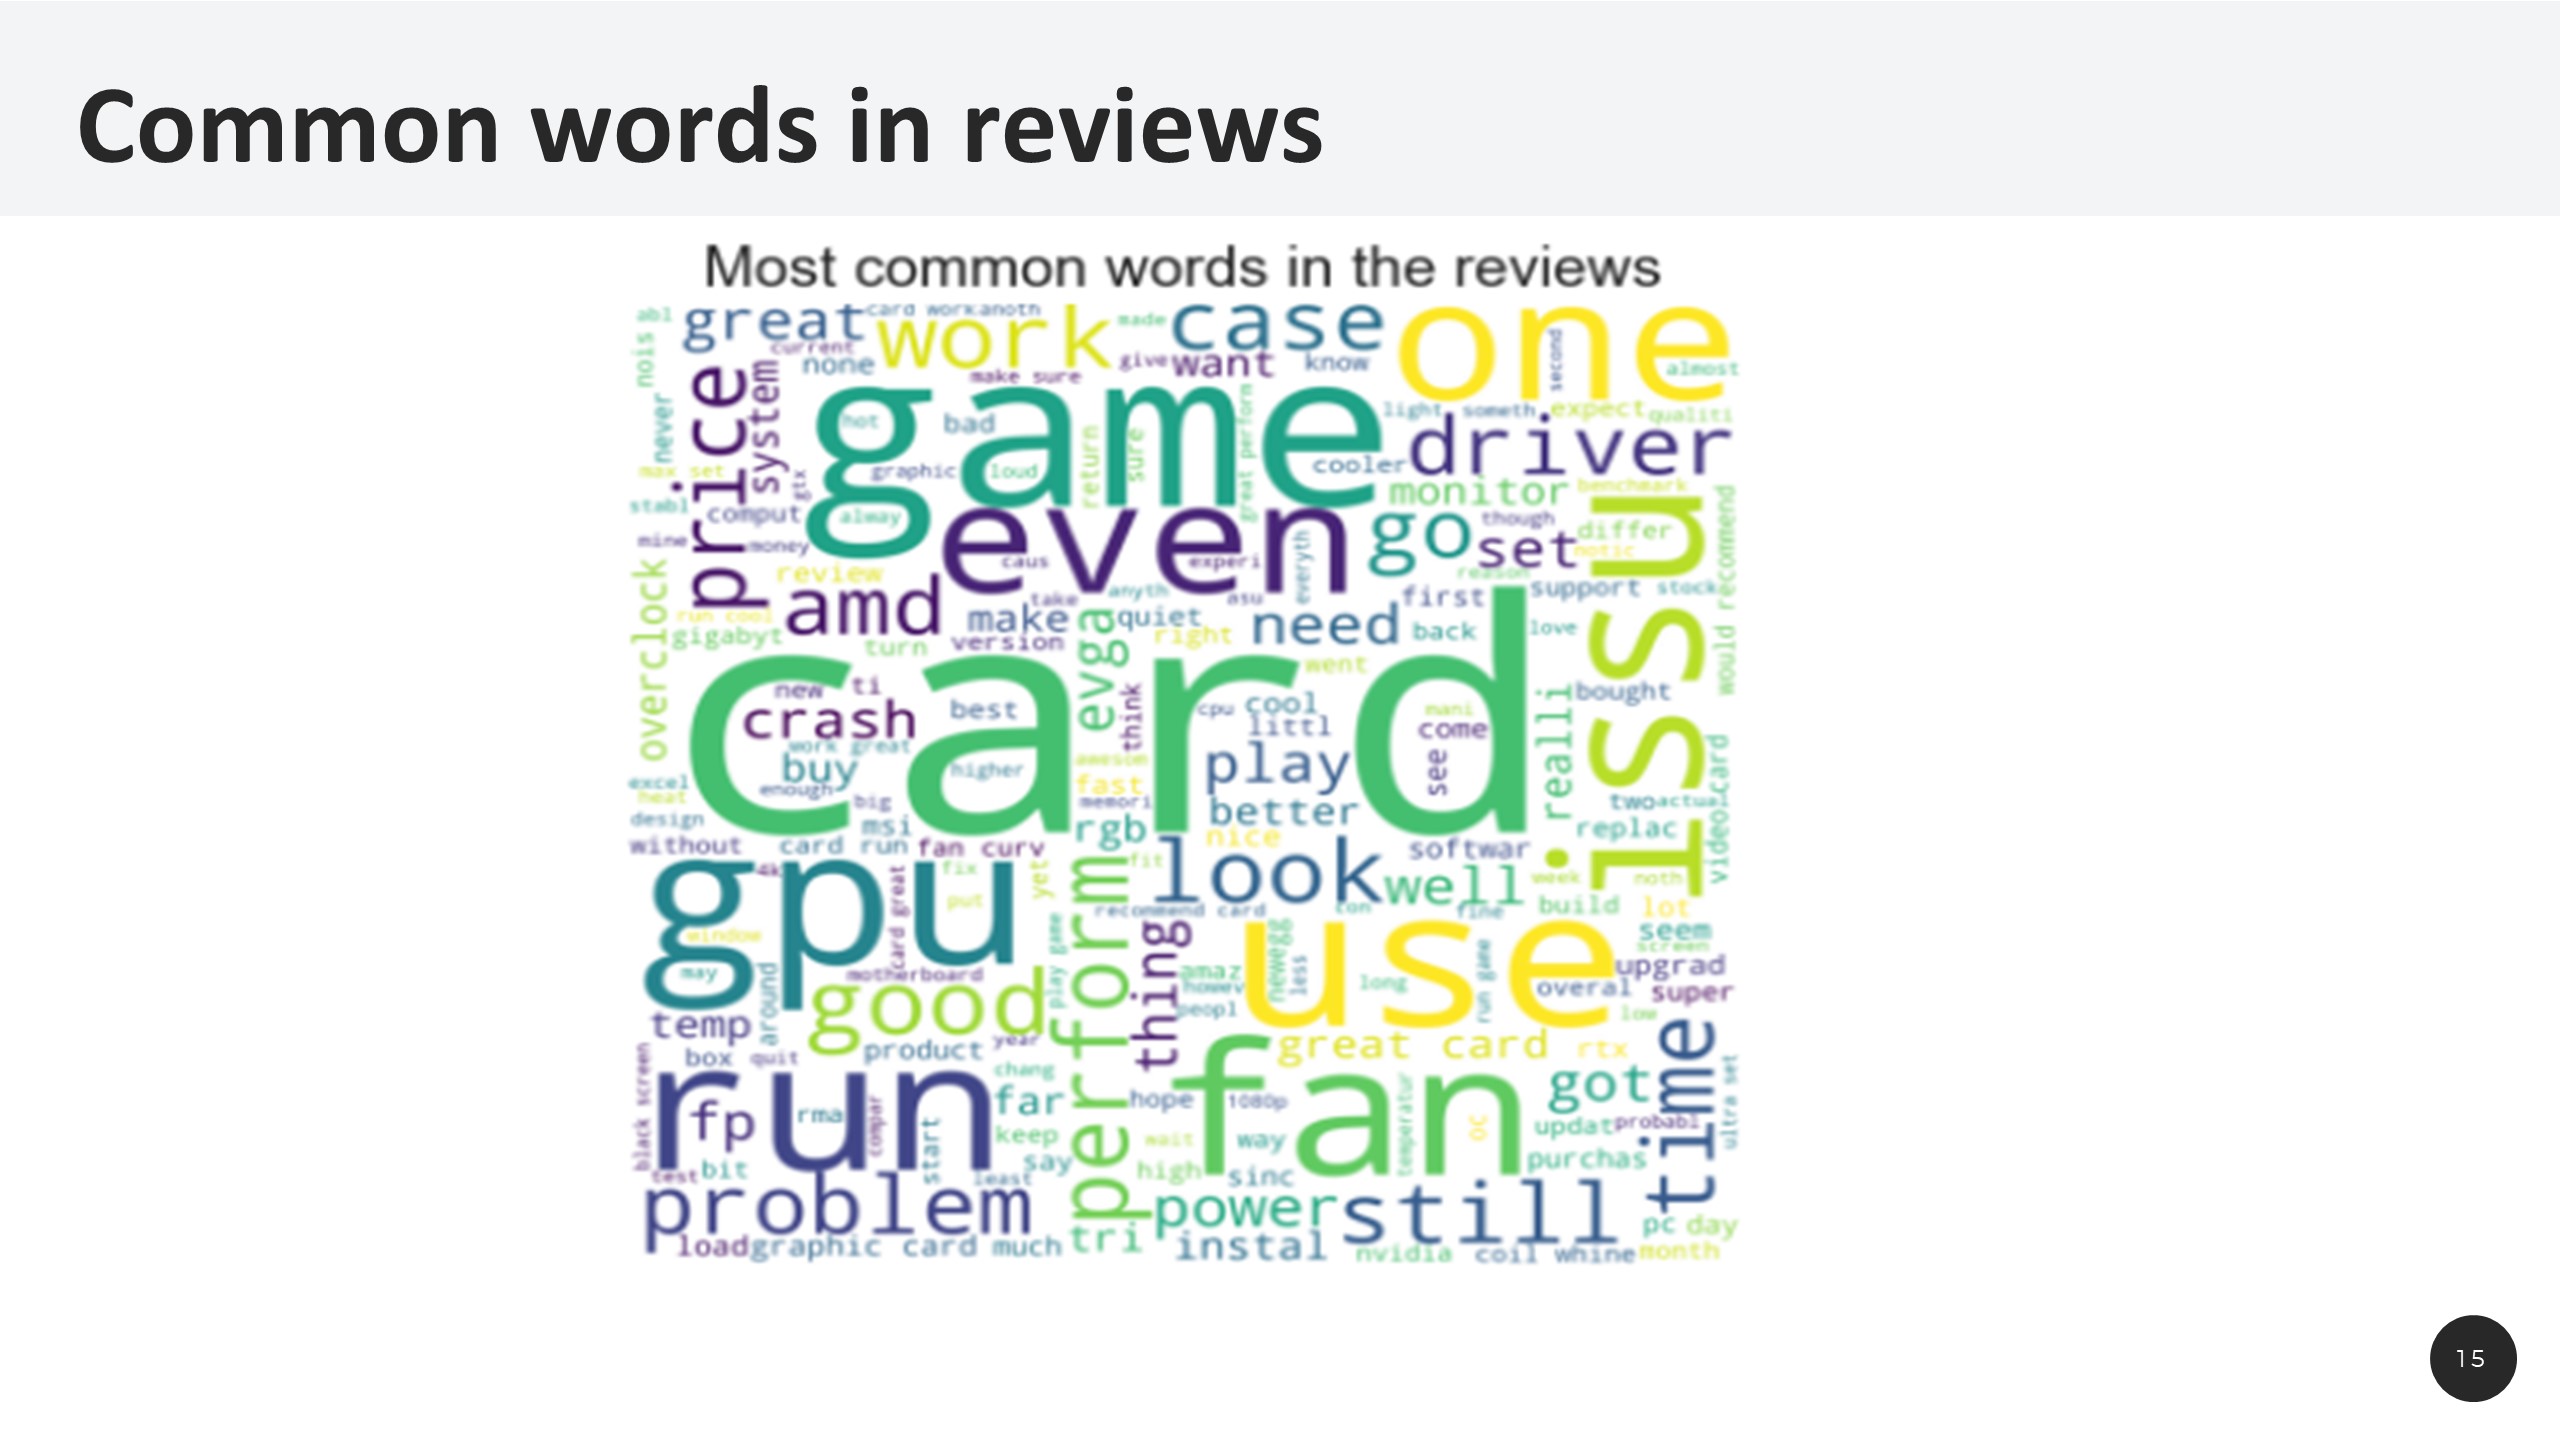 Common words in reviews
Most common words in the reviews
abl
great
card work
anoth
work
made
case
one
nois
current
none
make sure
give
want
know
second
almost
price
system
never
game
hot
bad
return
sure
great perform
light
someth
expect
qualiti
driver
max set
gtx
graphic
loud
cooler
monitor
benchmark
stabl
comput
alway
even
go
though
set
differ
notic
issu
would recommend
mine
money
caus
experi
everyth
reason
overclock
review
amd
take
anyth
asu
first
support
stock
run cool
make
quiet
need
back
love
gigabyt
turn
version
evga
right
card
went
new
ti
crash
best
think
cpu
cool
littl
mani
come
realli
bought
work great
buy
higher
awesom
play
see
excel
heat
enough
big
fast
memori
better
two
actual
video card
design
msi
rgb
nice
replac
without
card run
fan curv
look
softwar
gpu
4k
card great
fix
yet
fit
well
week
noth
put
perform
recommend card
ton
fine
build
lot
window
play game
thing
newegg
use
seem
screen
may
around
motherboard
amaz
howev
less
long
run game
overal
upgrad
super
good
peopl
low
temp
great card
rtx
time
box
quit
product
year
black screen
run
chang
fan
got
ultra set
fp
rma
compar
far
hope
1080p
temperatur
oc
updat
probabl
start
keep
wait
way
purchas
test
bit
say
least
high
sinc
problem
power
still
pc
day
load
graphic card
much
tri
instal
nvidia
coil whine
month
15